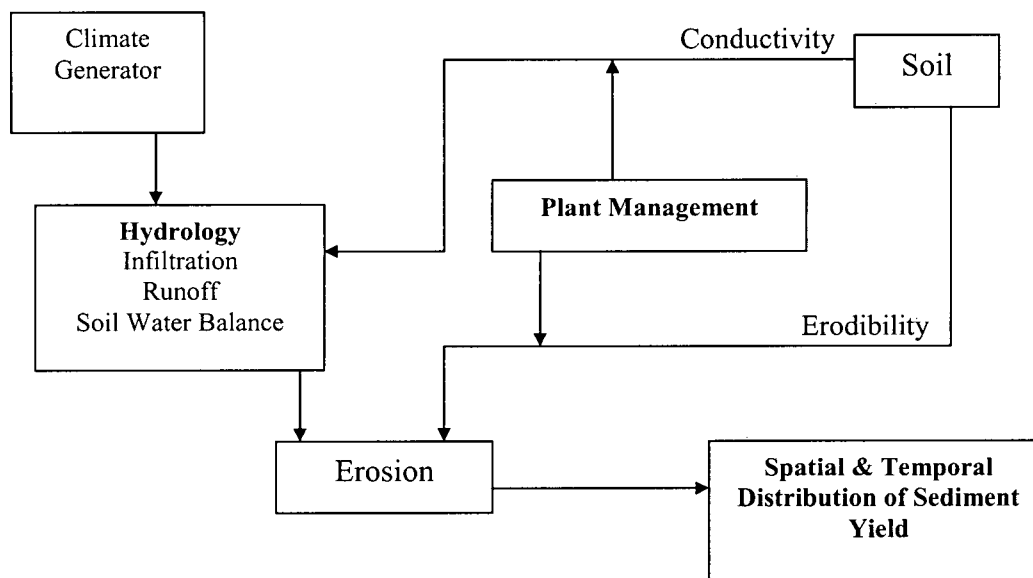 Climate
Generator
Conductivity
Soil
Plant Management
Hydrology
Infiltration
Runoff
Soil Water Balance
Erodibility
Erosion
Spatial & Temporal
Distribution of Sediment
Yield